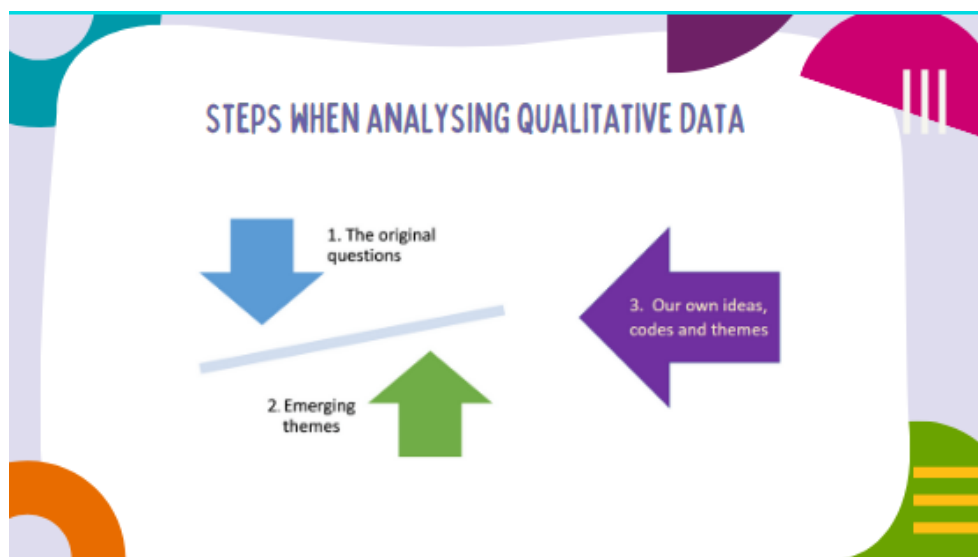 STEPS WHEN ANALYSING QUALITATIVE DATA
1. The original
questions
2. Emerging
themes
3. Our own ideas,
codes and themes